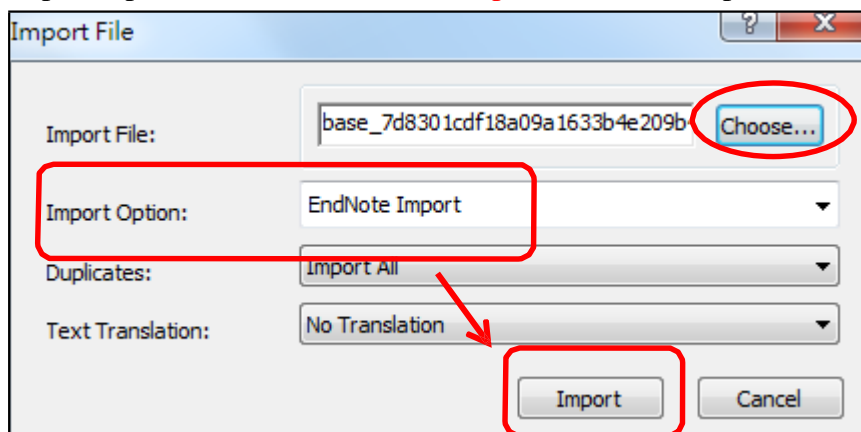 Import File
Import File: base_7d8301cdf18a09a1633b4e209b Choose...
Import Option: EndNote Import
Duplicates: Import All
Text Translation: No Translation
Import Cancel